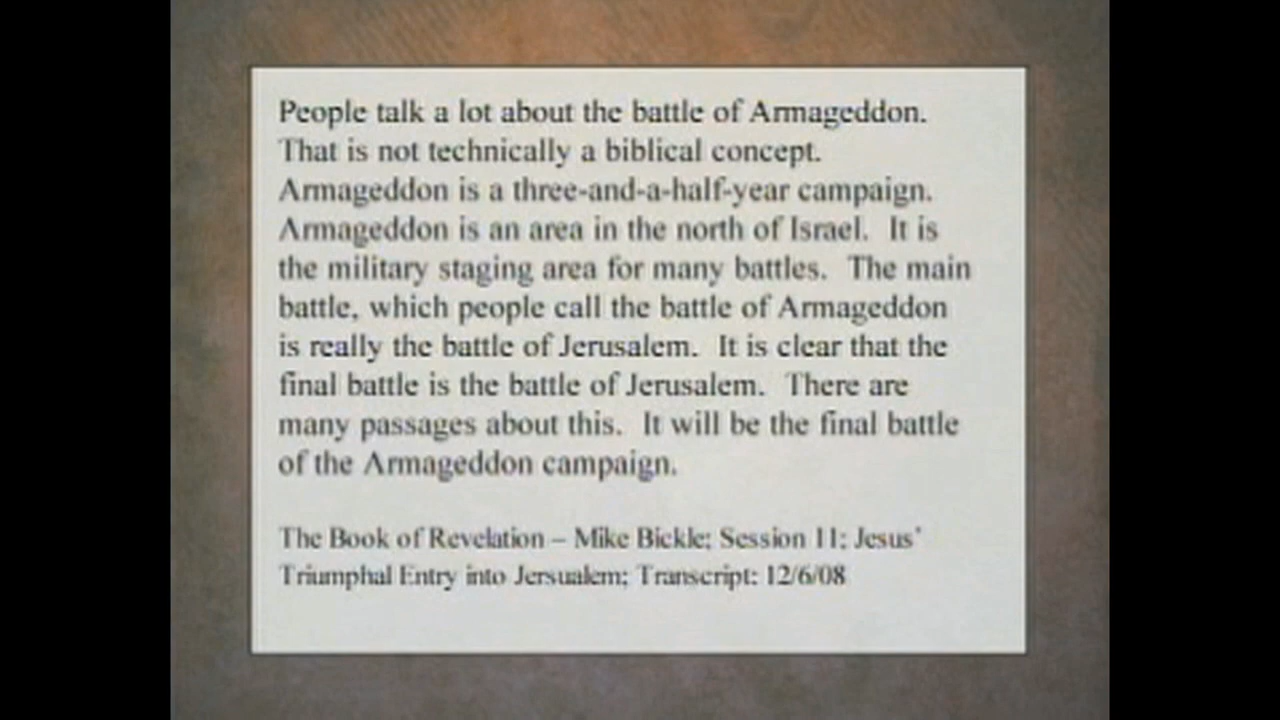 People talk a lot about the battle of Armageddon.
That is not technically a biblical concept.
Armageddon is a three-and-a-half-year campaign.
Armageddon is an area in the north of Israel. It is
the military staging area for many battles. The main
battle, which people call the battle of Armageddon
is really the battle of Jerusalem. It is clear that the
final battle is the battle of Jerusalem. There are
many passages about this. It will be the final battle
of the Armageddon campaign.
The Book of Revelation – Mike Bickle; Session 11; Jesus'
Triumphal Entry into Jersualem; Transcript: 12/6/08